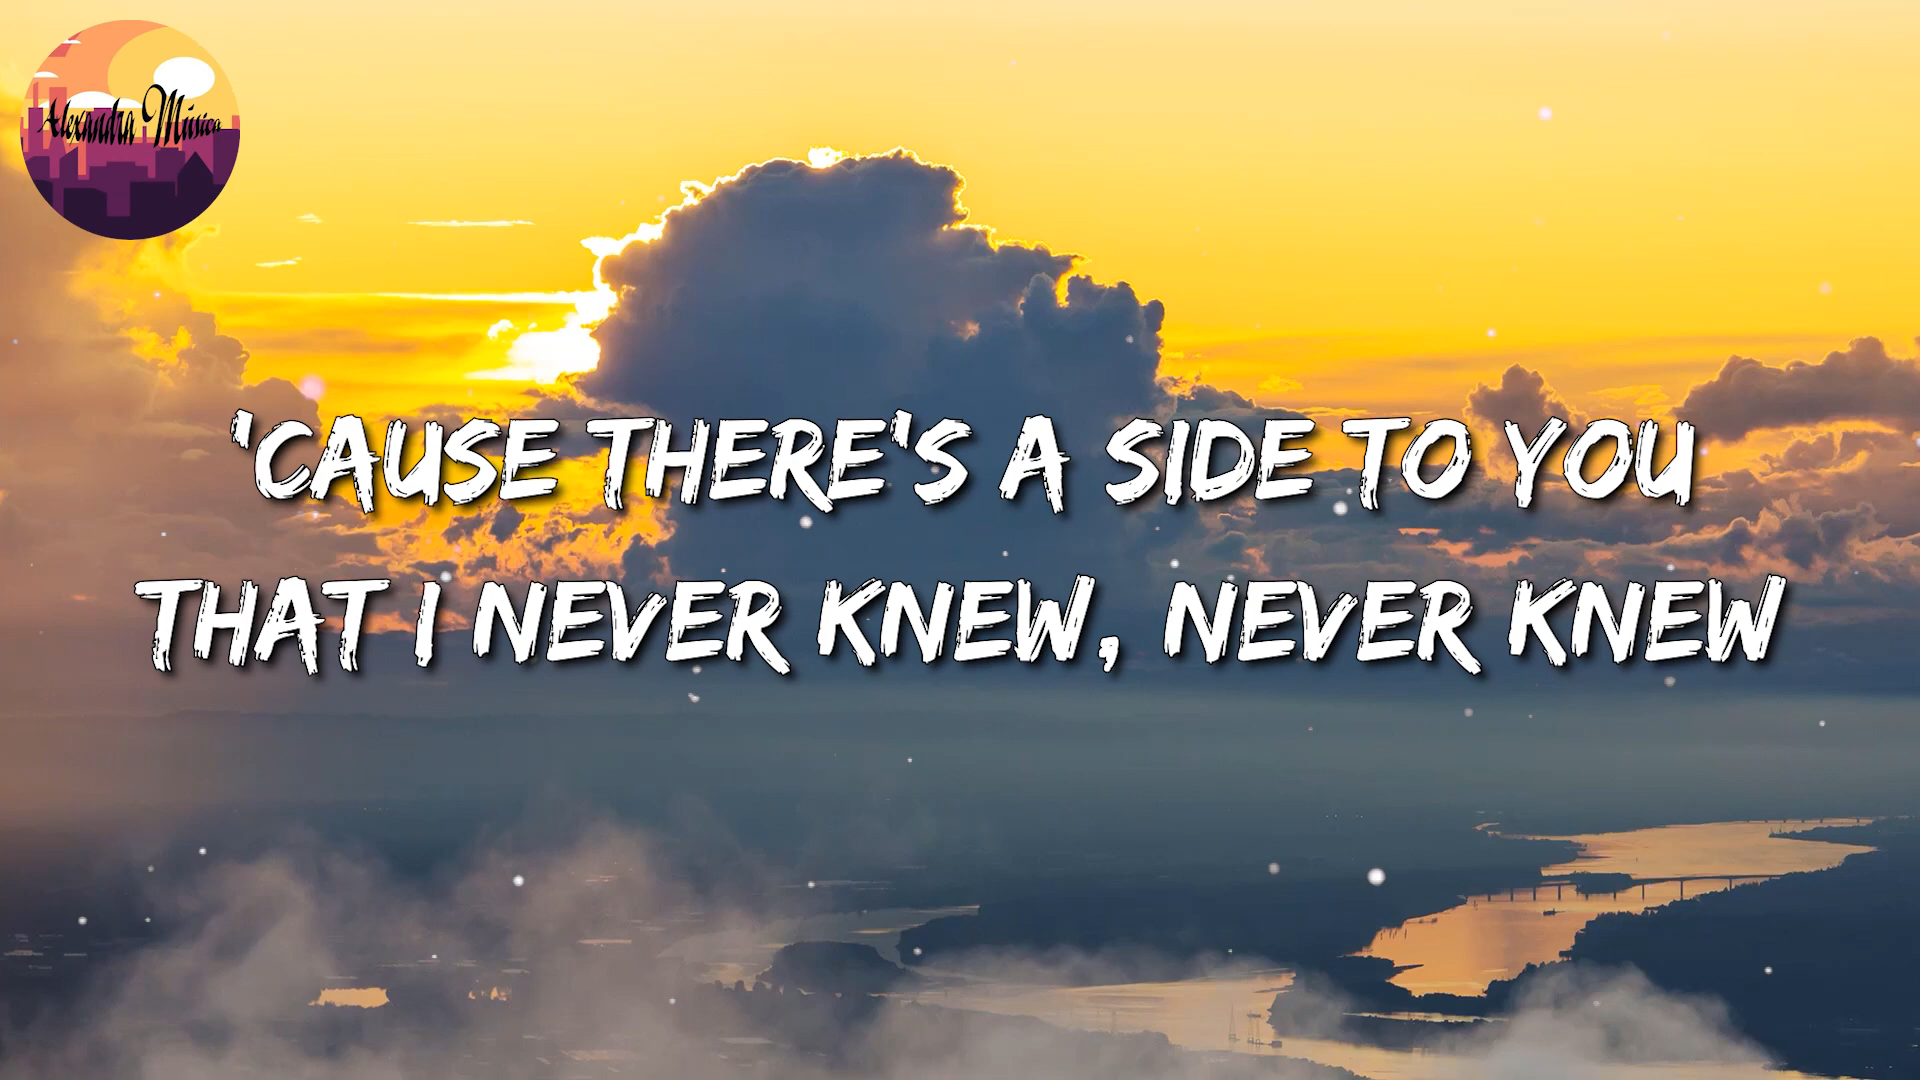 Alexandra Música
'CAUSE THERE'S A SIDE TO YOU
THAT I NEVER KNEW, NEVER KNEW